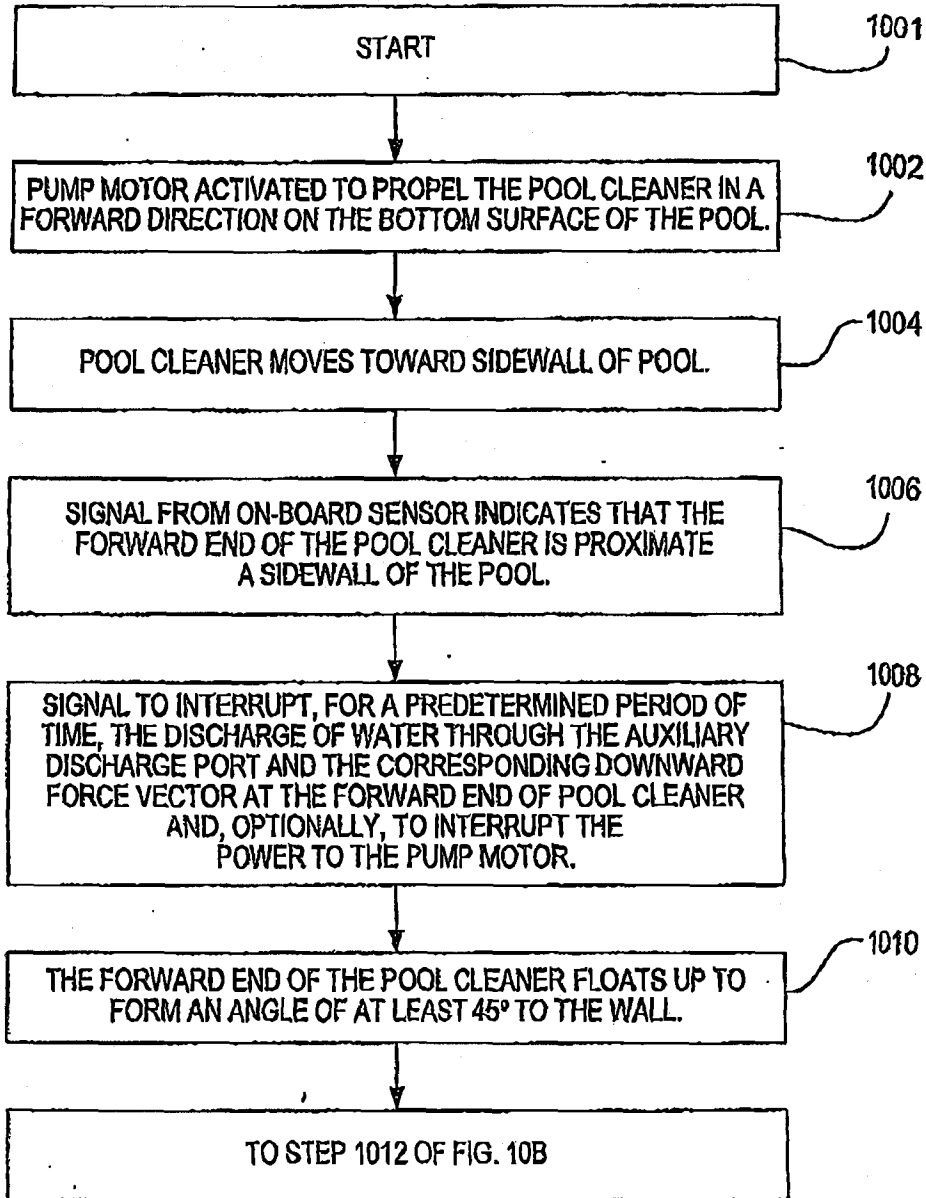 START
1001
PUMP MOTOR ACTIVATED TO PROPEL THE POOL CLEANER IN A
FORWARD DIRECTION ON THE BOTTOM SURFACE OF THE POOL.
1002
POOL CLEANER MOVES TOWARD SIDEWALL OF POOL.
1004
SIGNAL FROM ON-BOARD SENSOR INDICATES THAT THE
FORWARD END OF THE POOL CLEANER IS PROXIMATE
A SIDEWALL OF THE POOL.
1006
SIGNAL TO INTERRUPT, FOR A PREDETERMINED PERIOD OF
TIME, THE DISCHARGE OF WATER THROUGH THE AUXILIARY
DISCHARGE PORT AND THE CORRESPONDING DOWNWARD
FORCE VECTOR AT THE FORWARD END OF POOL CLEANER
AND, OPTIONALLY, TO INTERRUPT THE
POWER TO THE PUMP MOTOR.
1008
THE FORWARD END OF THE POOL CLEANER FLOATS UP TO
FORM AN ANGLE OF AT LEAST 45° TO THE WALL.
1010
TO STEP 1012 OF FIG. 10B